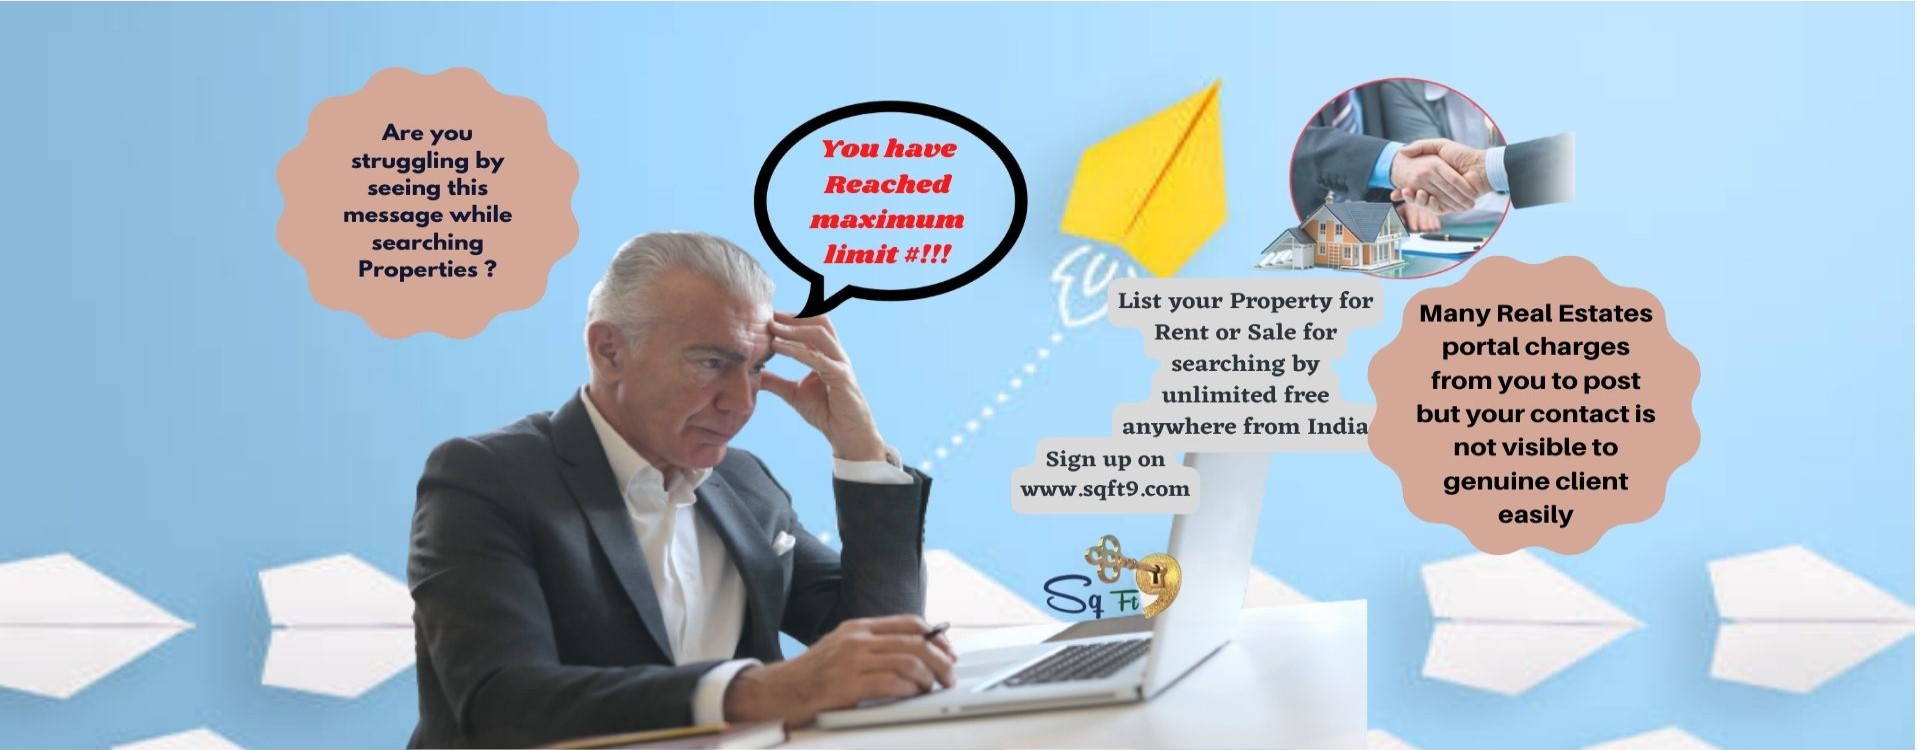 Are you
struggling by
seeing this
message while
searching
Properties ?
You have
Reached
maximum
limit #!!!
List your Property for
Rent or Sale for
searching by
unlimited free
anywhere from India
Sign up on
www.sqft9.com
Sq Ft 9
Many Real Estates
portal charges
from you to post
but your contact is
not visible to
genuine client
easily